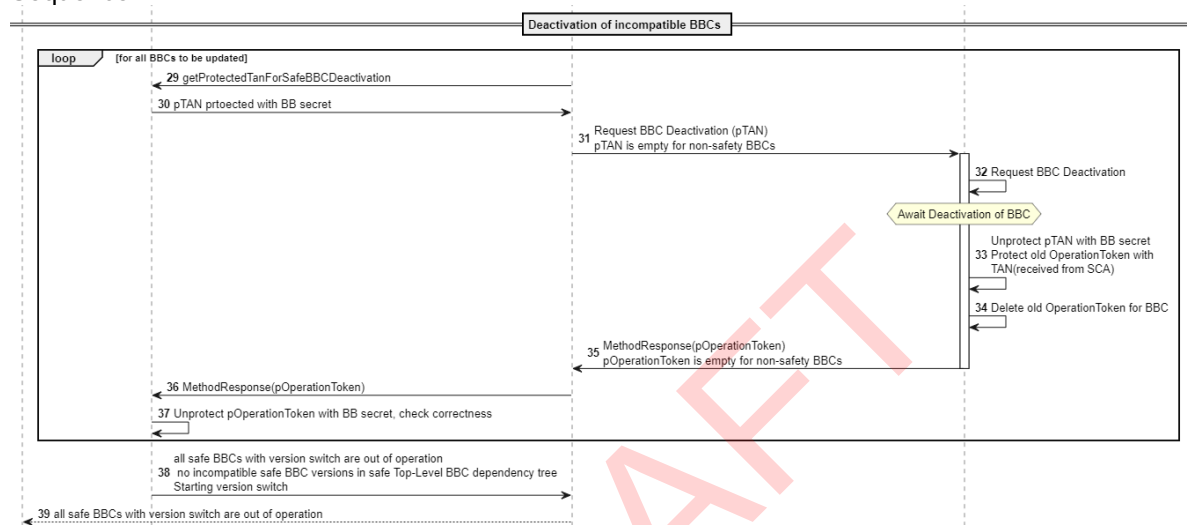 Deactivation of incompatible BBCs
loop [for all BBCs to be updated]
29 getProtectedTanForSafeBBCDeactivation
30 pTAN prtoected with BB secret
31 Request BBC Deactivation (pTAN)
pTAN is empty for non-safety BBCs
32 Request BBC Deactivation
Await Deactivation of BBC
Unprotect pTAN with BB secret
33 Protect old OperationToken with
TAN(received from SCA)
34 Delete old OperationToken for BBC
35 MethodResponse(pOperationToken)
pOperationToken is empty for non-safety BBCs
36 MethodResponse(pOperationToken)
37 Unprotect pOperationToken with BB secret, check correctness
all safe BBCs with version switch are out of operation
38 no incompatible safe BBC versions in safe Top-Level BBC dependency tree
Starting version switch
39 all safe BBCs with version switch are out of operation
AFT